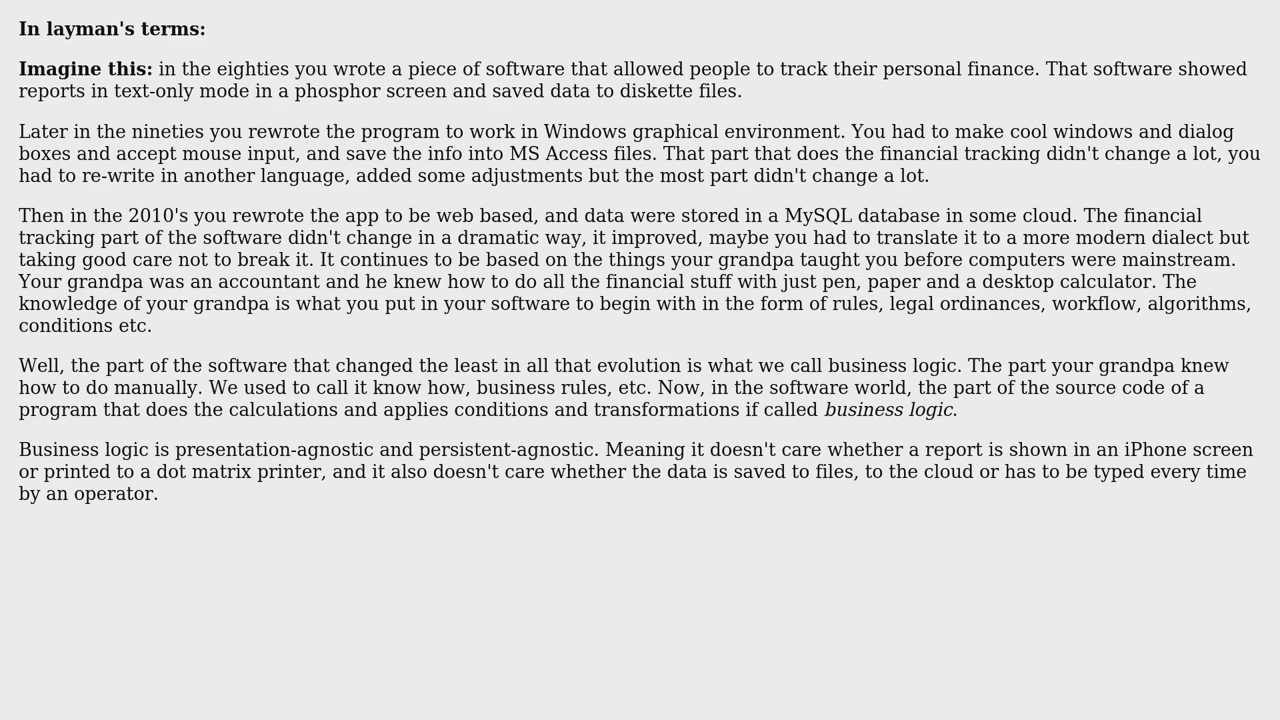 In layman's terms:
Imagine this: in the eighties you wrote a piece of software that allowed people to track their personal finance. That software showed
reports in text-only mode in a phosphor screen and saved data to diskette files.
Later in the nineties you rewrote the program to work in Windows graphical environment. You had to make cool windows and dialog
boxes and accept mouse input, and save the info into MS Access files. That part that does the financial tracking didn't change a lot, you
had to re-write in another language, added some adjustments but the most part didn't change a lot.
Then in the 2010's you rewrote the app to be web based, and data were stored in a MySQL database in some cloud. The financial
tracking part of the software didn't change in a dramatic way, it improved, maybe you had to translate it to a more modern dialect but
taking good care not to break it. It continues to be based on the things your grandpa taught you before computers were mainstream.
Your grandpa was an accountant and he knew how to do all the financial stuff with just pen, paper and a desktop calculator. The
knowledge of your grandpa is what you put in your software to begin with in the form of rules, legal ordinances, workflow, algorithms,
conditions etc.
Well, the part of the software that changed the least in all that evolution is what we call business logic. The part your grandpa knew
how to do manually. We used to call it know how, business rules, etc. Now, in the software world, the part of the source code of a
program that does the calculations and applies conditions and transformations if called business logic.
Business logic is presentation-agnostic and persistent-agnostic. Meaning it doesn't care whether a report is shown in an iPhone screen
or printed to a dot matrix printer, and it also doesn't care whether the data is saved to files, to the cloud or has to be typed every time
by an operator.